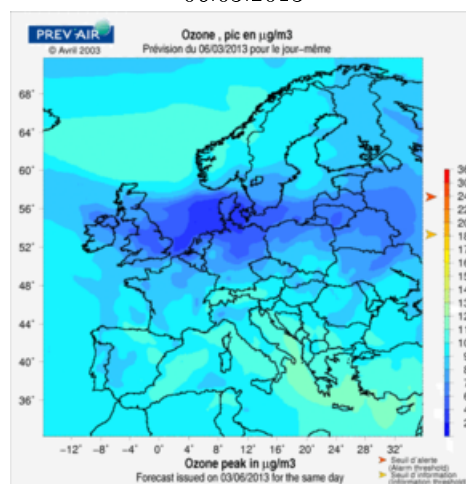 PREV'AIR
© Avril 2003
Ozone , pic en µg/m3
Prévision du 06/03/2013 pour le jour−même
68°
64°
60°
56°
52°
48°
44°
40°
36°
−12° −8° −4° 0° 4° 8° 12° 16° 20° 24° 28° 32°
Ozone peak in µg/m3
Forecast issued on 03/06/2013 for the same day
Seuil d'alerte
(Alarm threshold)
Seuil d'information
(Information threshold)